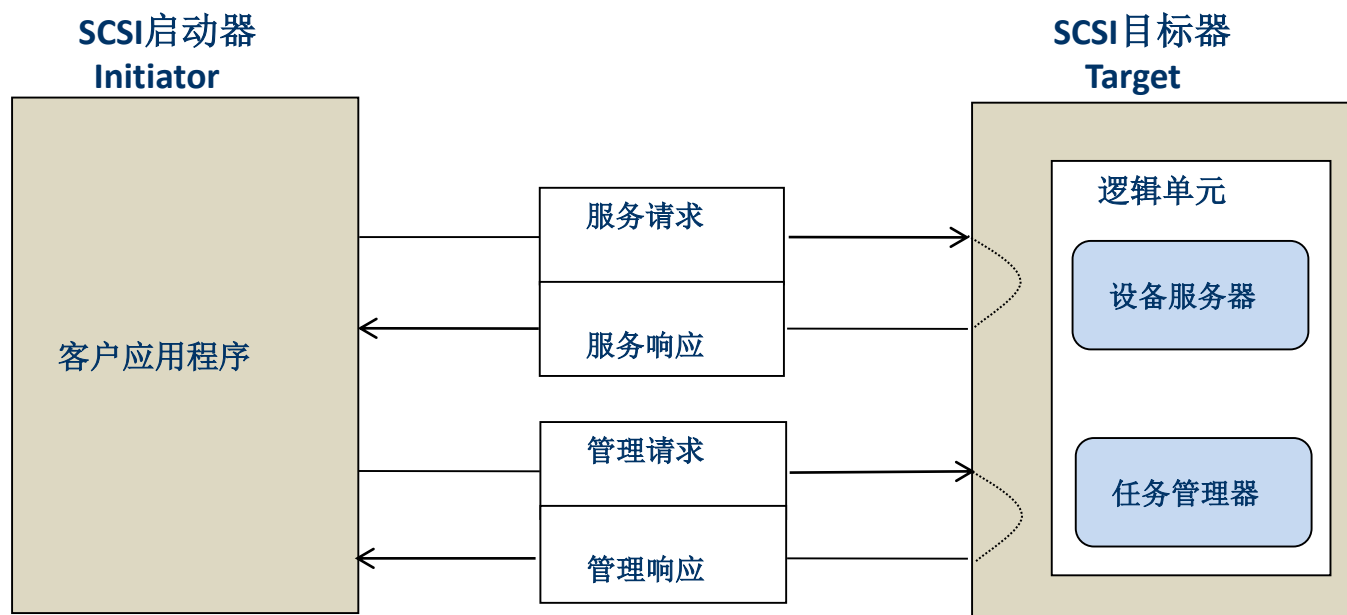 SCSI启动器
Initiator
SCSI目标器
Target
客户应用程序
服务请求
服务响应
管理请求
管理响应
逻辑单元
设备服务器
任务管理器